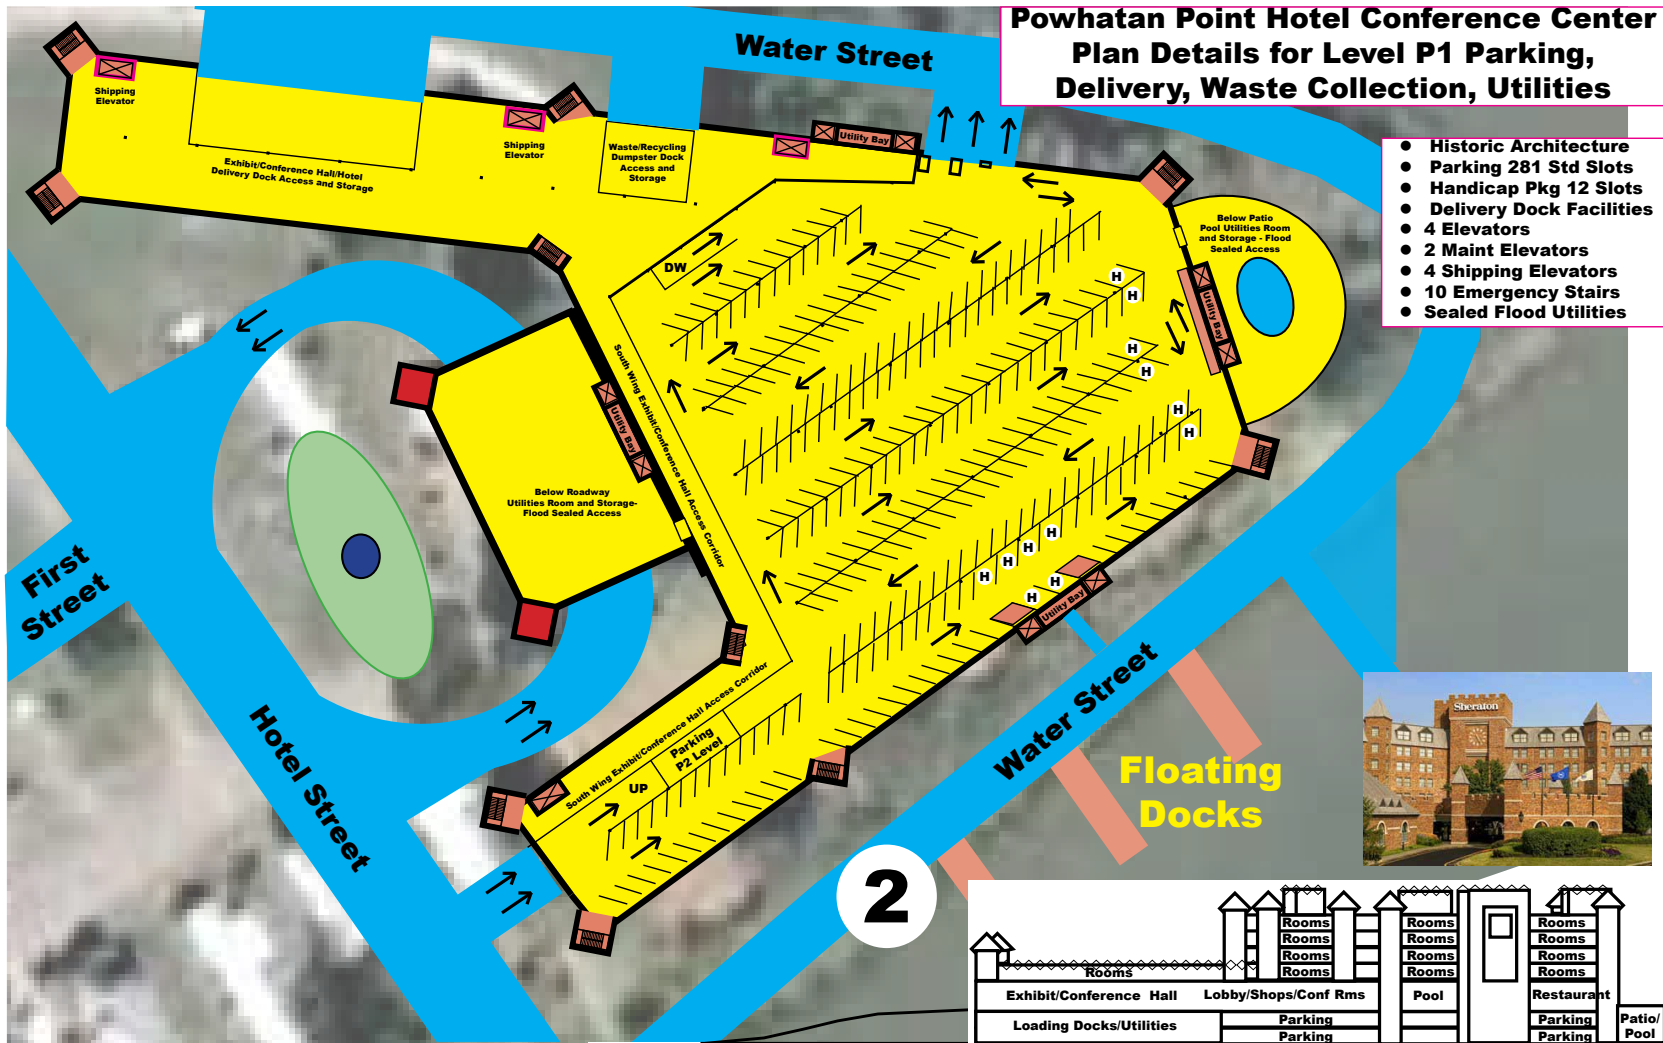 Powhatan Point Hotel Conference Center
Plan Details for Level P1 Parking,
Delivery, Waste Collection, Utilities
Water Street
Historic Architecture
Parking 281 Std Slots
Handicap Pkg 12 Slots
Delivery Dock Facilities
4 Elevators
2 Maint Elevators
4 Shipping Elevators
10 Emergency Stairs
Sealed Flood Utilities
Shipping
Elevator
Exhibit/Conference Hall/Hotel
Delivery Dock Access and Storage
Shipping
Elevator
Waste/Recycling
Dumpster Dock
Access and
Storage
Utility Bay
Below Patio
Pool Utilities Room
and Storage - Flood
Sealed Access
Utility Bay
DW
H
H
H
H
H
H
South Wing Exhibit/Conference Hall Access Corridor
Utility Bay
Below Roadway
Utilities Room and Storage-
Flood Sealed Access
H
H
H
H
H
H
Utility Bay
First
Street
Hotel Street
South Wing Exhibit/Conference Hall Access Corridor
Parking
P2 Level
UP
Water Street
Floating
Docks
2
Sheraton
Rooms
Rooms
Rooms
Rooms
Rooms
Rooms
Rooms
Rooms
Rooms
Rooms
Rooms
Rooms
Rooms
Exhibit/Conference Hall
Lobby/Shops/Conf Rms
Pool
Restaurant
Loading Docks/Utilities
Parking
Parking
Parking
Parking
Patio/
Pool